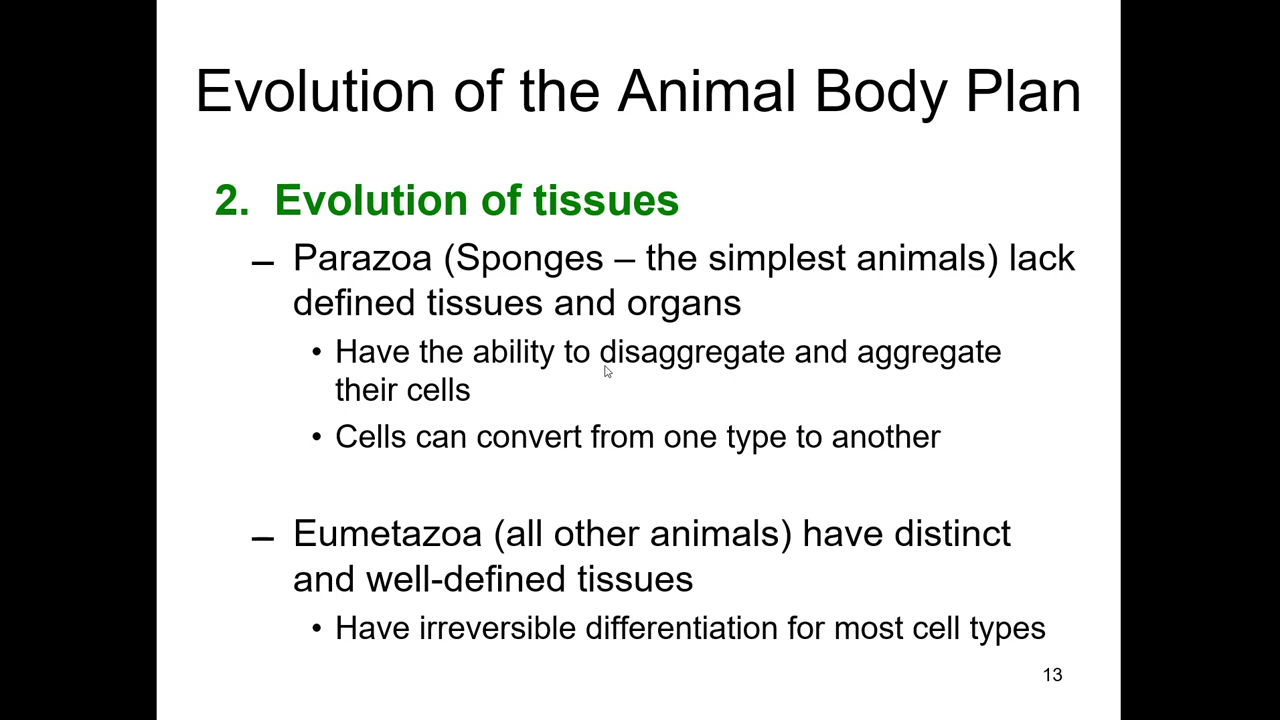 Evolution of the Animal Body Plan
2. Evolution of tissues
– Parazoa (Sponges – the simplest animals) lack
defined tissues and organs
• Have the ability to disaggregate and aggregate
their cells
• Cells can convert from one type to another
– Eumetazoa (all other animals) have distinct
and well-defined tissues
• Have irreversible differentiation for most cell types
13